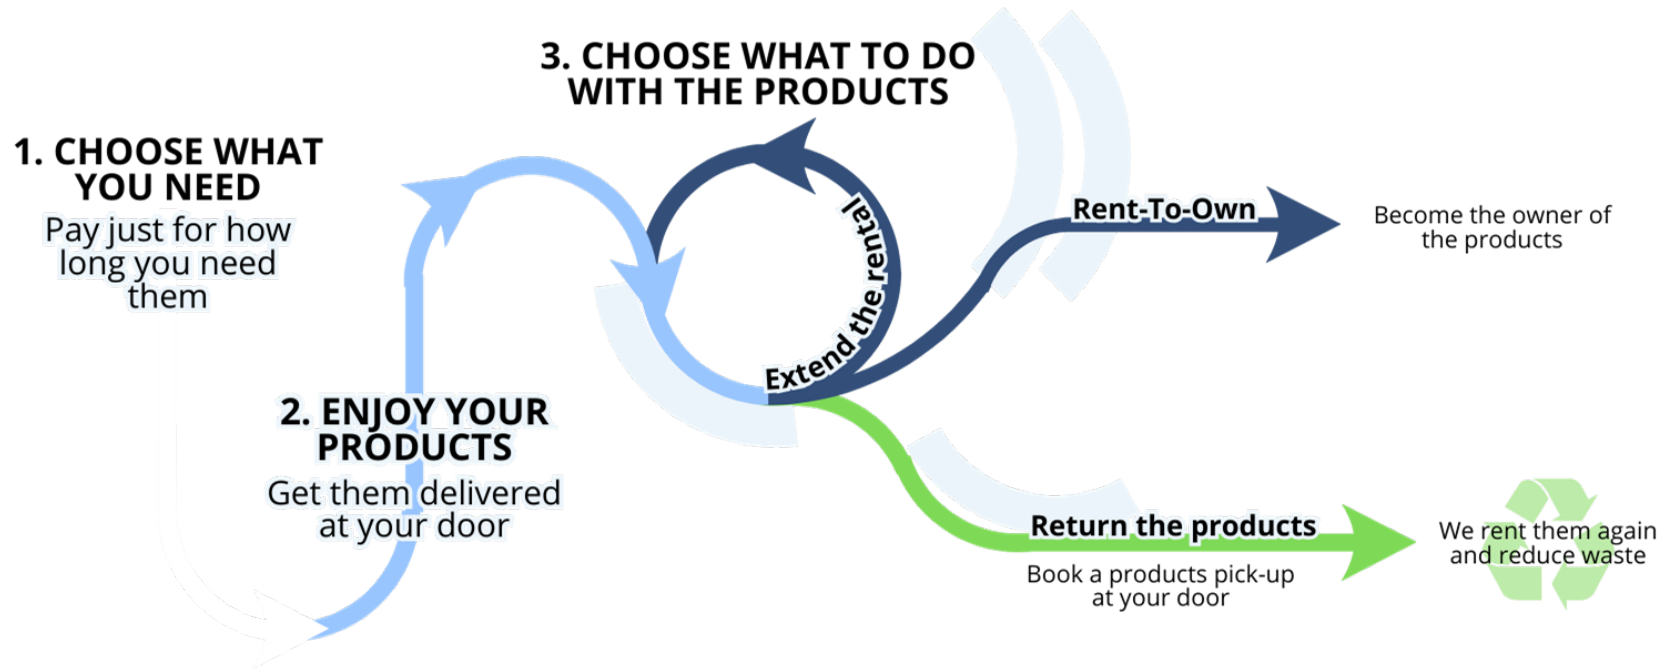 1. CHOOSE WHAT
YOU NEED
Pay just for how
long you need
them
2. ENJOY YOUR
PRODUCTS
Get them delivered
at your door
3. CHOOSE WHAT TO DO
WITH THE PRODUCTS
Extend the rental
Rent-To-Own
Become the owner of
the products
Return the products
Book a products pick-up
at your door
We rent them again
and reduce waste